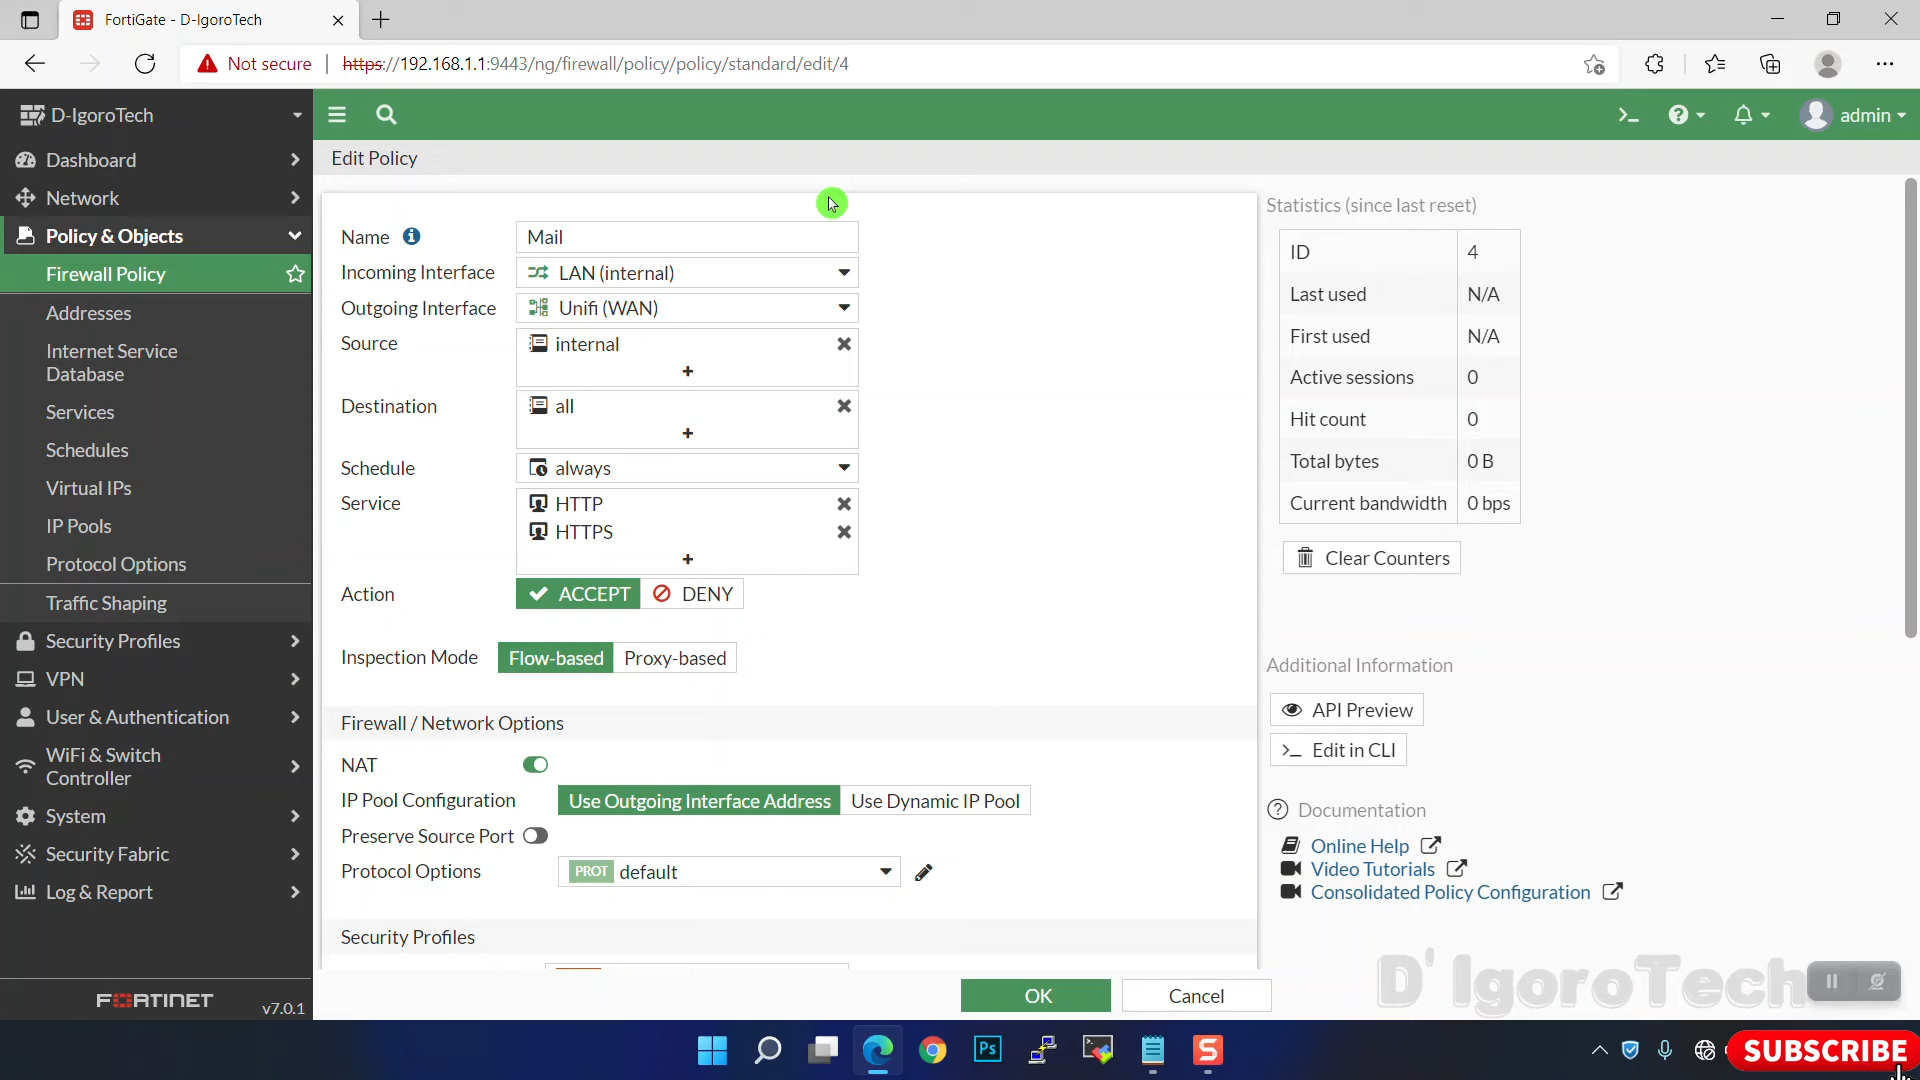 FortiGate - D-IgoroTech
Not secure
https://192.168.1.1:9443/ng/firewall/policy/policy/standard/edit/4
D-IgoroTech
admin
Dashboard
Network
Policy & Objects
Firewall Policy
Addresses
Internet Service
Database
Services
Schedules
Virtual IPs
IP Pools
Protocol Options
Traffic Shaping
Security Profiles
VPN
User & Authentication
WiFi & Switch
Controller
System
Security Fabric
Log & Report
FORTINET
v7.0.1
Edit Policy
Name
Mail
Incoming Interface
LAN (internal)
Outgoing Interface
Unifi (WAN)
Source
internal
Destination
all
Schedule
always
Service
HTTP
HTTPS
Action
ACCEPT
DENY
Inspection Mode
Flow-based
Proxy-based
Firewall / Network Options
NAT
IP Pool Configuration
Use Outgoing Interface Address
Use Dynamic IP Pool
Preserve Source Port
Protocol Options
PROT default
Security Profiles
OK
Cancel
Statistics (since last reset)
ID 4
Last used N/A
First used N/A
Active sessions 0
Hit count 0
Total bytes 0 B
Current bandwidth 0 bps
Clear Counters
Additional Information
API Preview
>_ Edit in CLI
Documentation
Online Help
Video Tutorials
Consolidated Policy Configuration
D' IgoroTech
Ps
S
SUBSCRIBE